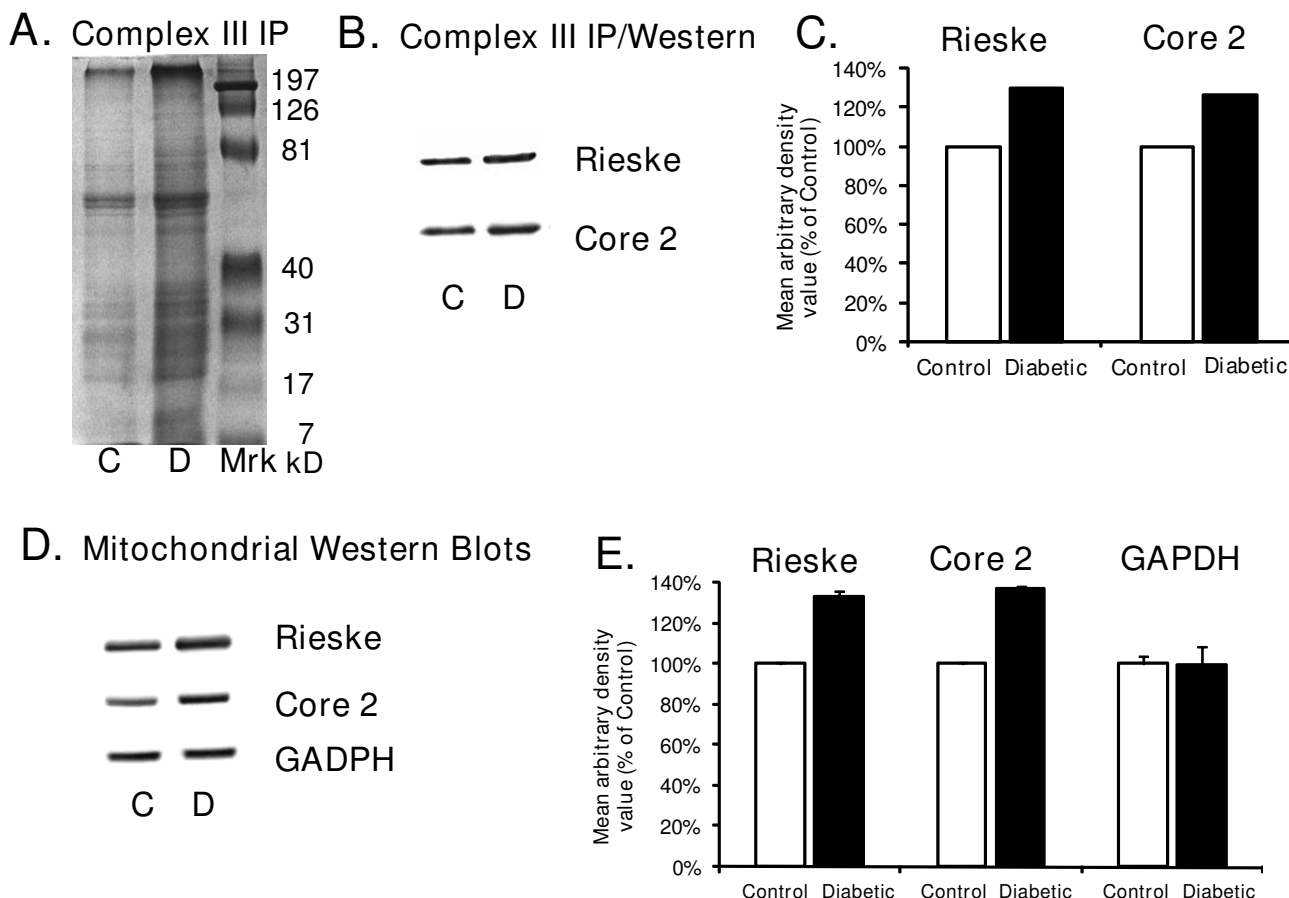 A. Complex III IP
197
126
81
40
31
17
7
C D Mrk kD
B. Complex III IP/Western
Rieske
Core 2
C D
C.
Rieske Core 2
Mean arbitrary density
value (% of Control)
140%
120%
100%
80%
60%
40%
20%
0%
Control Diabetic Control Diabetic
D. Mitochondrial Western Blots
Rieske
Core 2
GADPH
C D
E.
Rieske Core 2 GAPDH
Mean arbitrary density
value (% of Control)
140%
120%
100%
80%
60%
40%
20%
0%
Control Diabetic Control Diabetic Control Diabetic